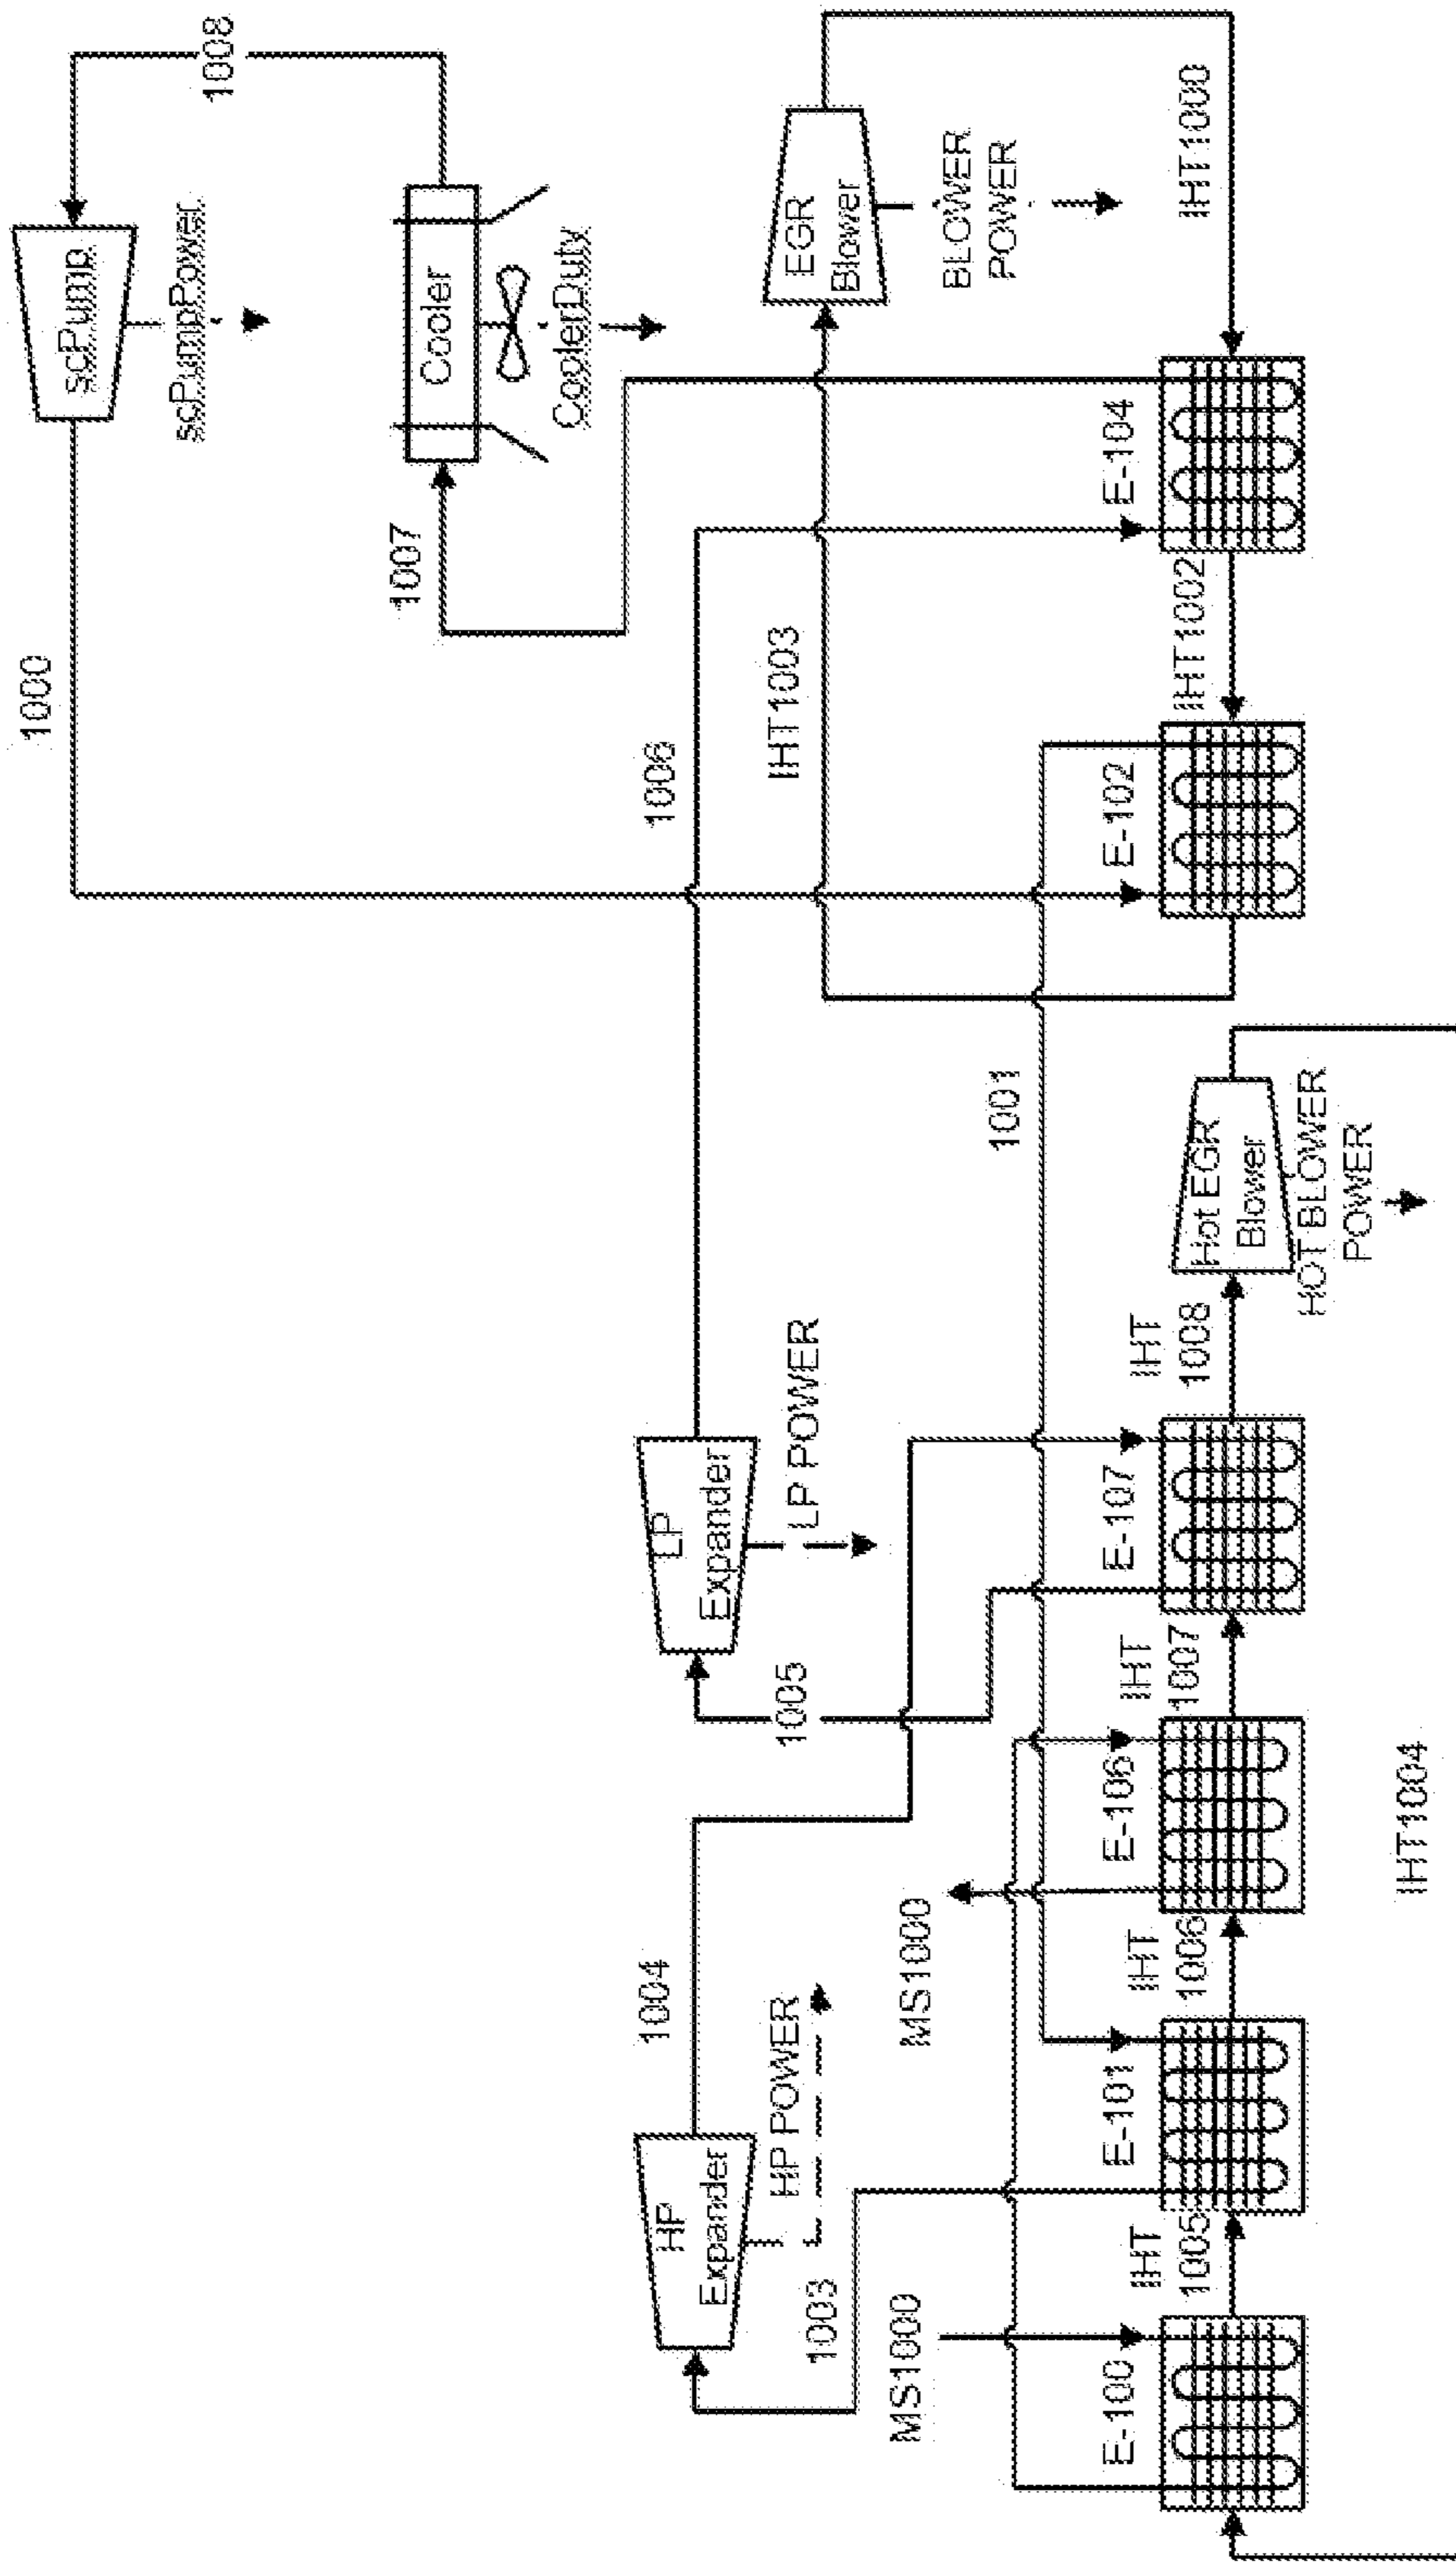 1008
scPump
scPumpPower
1000
Cooler
CoolerDuty
1007
EGR
Blower
BLOWER
POWER
IHT1000
E-104
IHT1002
E-102
IHT1003
1006
1001
LP
Expander
LP POWER
1005
HP
Expander
HP POWER
1004
1003
MS1000
E-100
IHT
1005
E-101
IHT
1006
MS1000
E-106
IHT
1007
E-107
IHT
1008
Hot EGR
Blower
HOT BLOWER
POWER
IHT1004